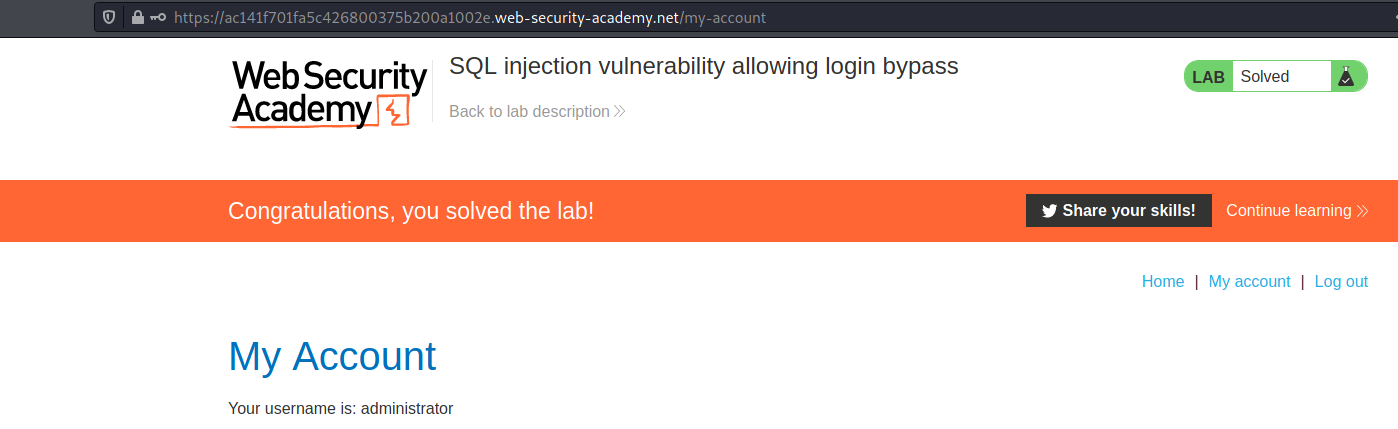 https://ac141f701fa5c426800375b200a1002e.web-security-academy.net/my-account
Web Security
Academy
SQL injection vulnerability allowing login bypass
Back to lab description
LAB Solved
Congratulations, you solved the lab!
Share your skills! Continue learning
Home | My account | Log out
My Account
Your username is: administrator